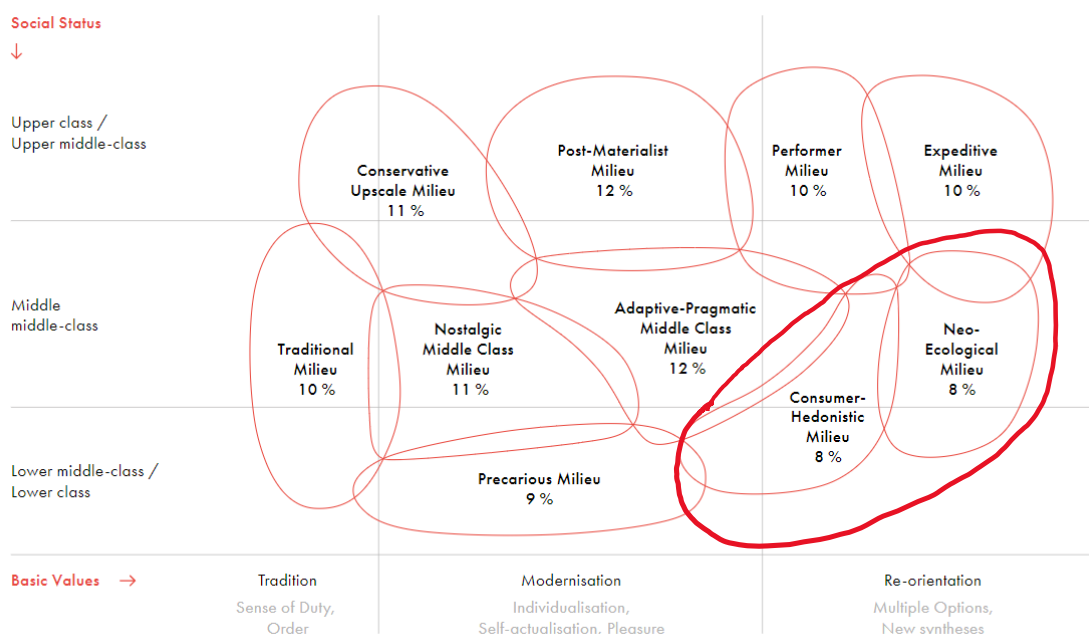 Social Status
↓
Upper class /
Upper middle-class
Conservative
Upscale Milieu
11 %
Post-Materialist
Milieu
12 %
Performer
Milieu
10 %
Expeditive
Milieu
10 %
Middle
middle-class
Traditional
Milieu
10 %
Nostalgic
Middle Class
Milieu
11 %
Adaptive-Pragmatic
Middle Class
Milieu
12 %
Neo-
Ecological
Milieu
8 %
Consumer-
Hedonistic
Milieu
8 %
Lower middle-class /
Lower class
Precarious Milieu
9 %
Basic Values →
Tradition
Sense of Duty,
Order
Modernisation
Individualisation,
Self-actualisation, Pleasure
Re-orientation
Multiple Options,
New syntheses